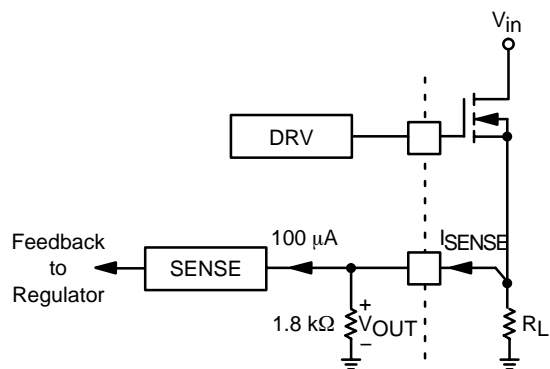 Vin
DRV
Feedback
to
Regulator
SENSE
100 μA
ISENSE
1.8 kΩ
+
VOUT
−
RL